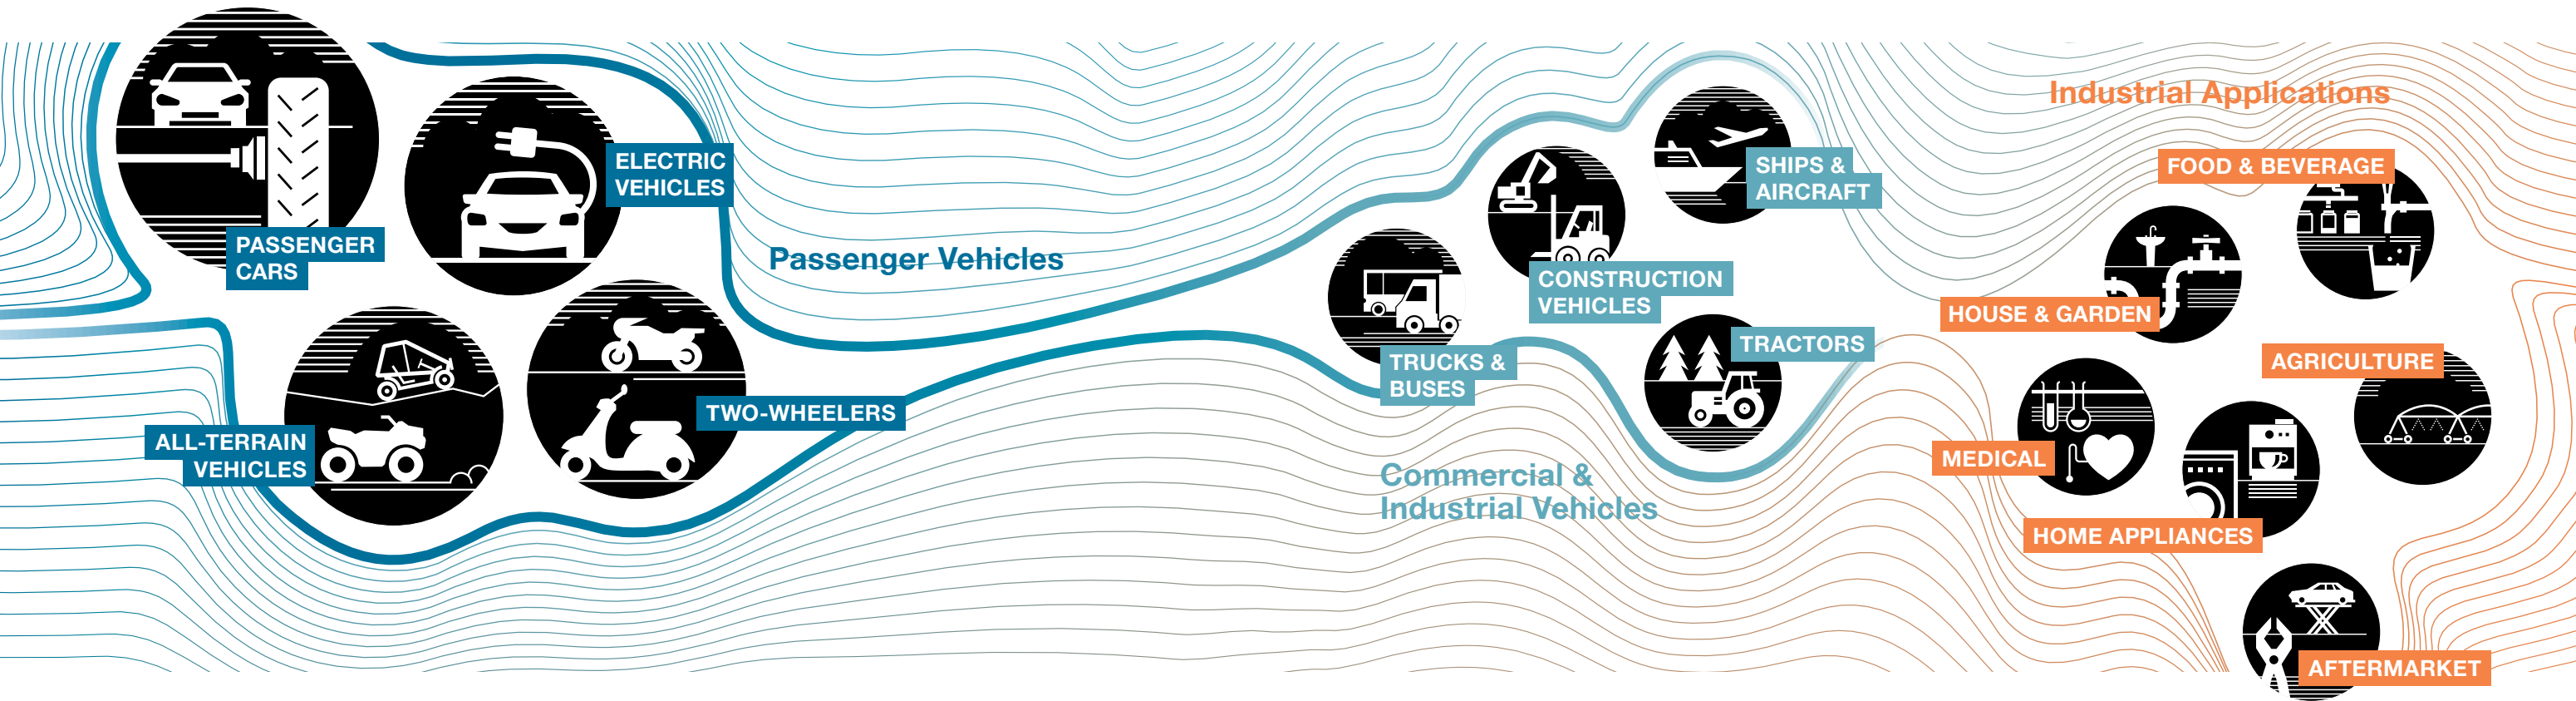 PASSENGER
CARS
ELECTRIC
VEHICLES
ALL-TERRAIN
VEHICLES
TWO-WHEELERS
Passenger Vehicles
TRUCKS &
BUSES
CONSTRUCTION
VEHICLES
SHIPS &
AIRCRAFT
TRACTORS
Commercial &
Industrial Vehicles
Industrial Applications
FOOD & BEVERAGE
HOUSE & GARDEN
AGRICULTURE
MEDICAL
HOME APPLIANCES
AFTERMARKET